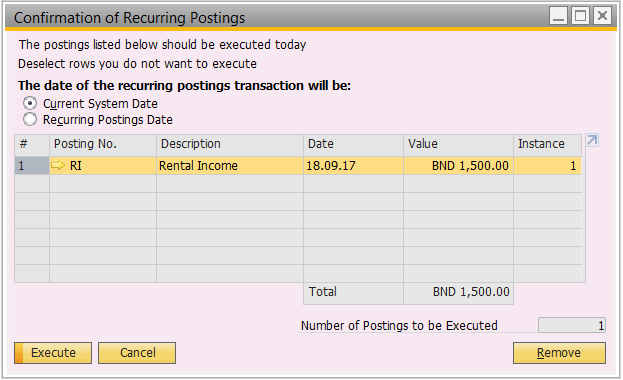 Confirmation of Recurring Postings
The postings listed below should be executed today
Deselect rows you do not want to execute
The date of the recurring postings transaction will be:
Current System Date
Recurring Postings Date
# Posting No. Description Date Value Instance
1 RI Rental Income 18.09.17 BND 1,500.00 1
Total BND 1,500.00
Number of Postings to be Executed 1
Execute Cancel Remove